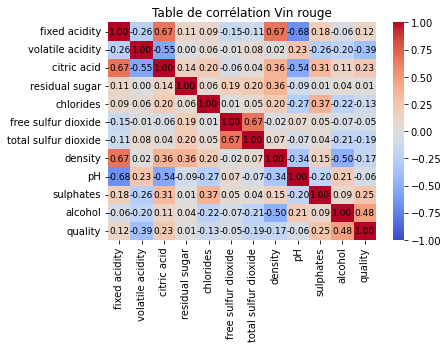 Table de corrélation Vin rouge
fixed acidity 1.00 -0.26 0.67 0.11 0.09 -0.15 -0.11 0.67 -0.68 0.18 -0.06 0.12
volatile acidity -0.26 1.00 -0.55 0.00 0.06 -0.01 0.08 0.02 0.23 -0.26 -0.20 -0.39
citric acid 0.67 -0.55 1.00 0.14 0.20 -0.06 0.04 0.36 -0.54 0.31 0.11 0.23
residual sugar 0.11 0.00 0.14 1.00 0.06 0.19 0.20 0.36 -0.09 0.01 0.04 0.01
chlorides 0.09 0.06 0.20 0.06 1.00 0.01 0.05 0.20 -0.27 0.37 -0.22 -0.13
free sulfur dioxide -0.15 -0.01 -0.06 0.19 0.01 1.00 0.67 -0.02 0.07 0.05 -0.07 -0.05
total sulfur dioxide -0.11 0.08 0.04 0.20 0.05 0.67 1.00 0.07 -0.07 0.04 -0.21 -0.19
density 0.67 0.02 0.36 0.36 0.20 -0.02 0.07 1.00 -0.34 0.15 -0.50 -0.17
pH -0.68 0.23 -0.54 -0.09 -0.27 0.07 -0.07 -0.34 1.00 -0.20 0.21 -0.06
sulphates 0.18 -0.26 0.31 0.01 0.37 0.05 0.04 0.15 -0.20 1.00 0.09 0.25
alcohol -0.06 -0.20 0.11 0.04 -0.22 -0.07 -0.21 -0.50 0.21 0.09 1.00 0.48
quality 0.12 -0.39 0.23 0.01 -0.13 -0.05 -0.19 -0.17 -0.06 0.25 0.48 1.00
fixed acidity
volatile acidity
citric acid
residual sugar
chlorides
free sulfur dioxide
total sulfur dioxide
density
pH
sulphates
alcohol
quality
1.00
0.75
0.50
0.25
0.00
−0.25
−0.50
−0.75
−1.00